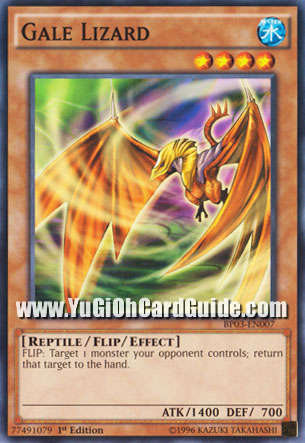 GALE LIZARD
WATER
水
www.YuGiOhCardGuide.com
BP03-EN007
[REPTILE/FLIP/EFFECT]
FLIP: Target 1 monster your opponent controls; return
that target to the hand.
ATK/1400 DEF/ 700
77491079 1st Edition ©1996 KAZUKI TAKAHASHI